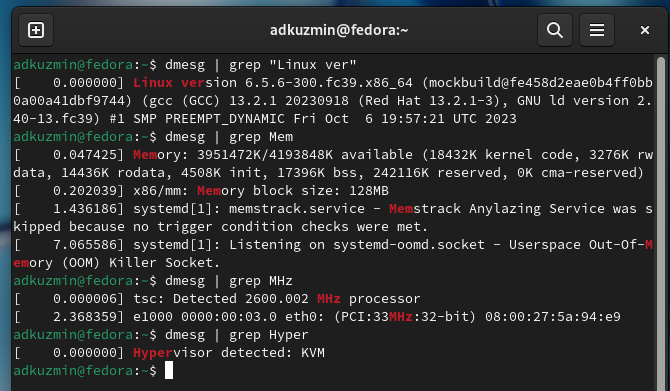 adkuzmin@fedora:~
adkuzmin@fedora:~$ dmesg | grep "Linux ver"
[    0.000000] Linux version 6.5.6-300.fc39.x86_64 (mockbuild@fe458d2eae0b4ff0bb
0a00a41dbf9744) (gcc (GCC) 13.2.1 20230918 (Red Hat 13.2.1-3), GNU ld version 2.
40-13.fc39) #1 SMP PREEMPT_DYNAMIC Fri Oct  6 19:57:21 UTC 2023
adkuzmin@fedora:~$ dmesg | grep Mem
[    0.047425] Memory: 3951472K/4193848K available (18432K kernel code, 3276K rw
data, 14436K rodata, 4508K init, 17396K bss, 242116K reserved, 0K cma-reserved)
[    0.202039] x86/mm: Memory block size: 128MB
[    1.436186] systemd[1]: memstrack.service - Memstrack Anylazing Service was s
kipped because no trigger condition checks were met.
[    7.065586] systemd[1]: Listening on systemd-oomd.socket - Userspace Out-Of-M
emory (OOM) Killer Socket.
adkuzmin@fedora:~$ dmesg | grep MHz
[    0.000006] tsc: Detected 2600.002 MHz processor
[    2.368359] e1000 0000:00:03.0 eth0: (PCI:33MHz:32-bit) 08:00:27:5a:94:e9
adkuzmin@fedora:~$ dmesg | grep Hyper
[    0.000000] Hypervisor detected: KVM
adkuzmin@fedora:~$